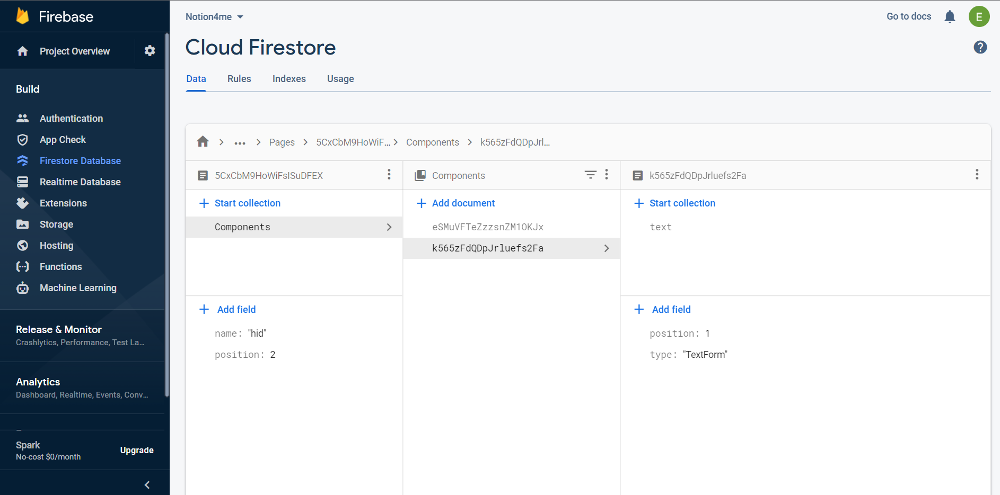 Firebase
Project Overview
Build
Authentication
App Check
Firestore Database
Realtime Database
Extensions
Storage
Hosting
Functions
Machine Learning
Release & Monitor
Crashlytics, Performance, Test La...
Analytics
Dashboard, Realtime, Events, Conv...
Spark
No-cost $0/month
Upgrade
Notion4me
Go to docs
E
Cloud Firestore
?
Data Rules Indexes Usage
... Pages 5CxCbM9HoWiF... Components k565zFdQDpJrl...
5CxCbM9HoWiFsISuDFEX
Start collection
Components
Add field
name: "hid"
position: 2
Components
Add document
eSMuVFTeZzzsnZM1OKJx
k565zFdQDpJrluefs2Fa
k565zFdQDpJrluefs2Fa
Start collection
text
Add field
position: 1
type: "TextForm"